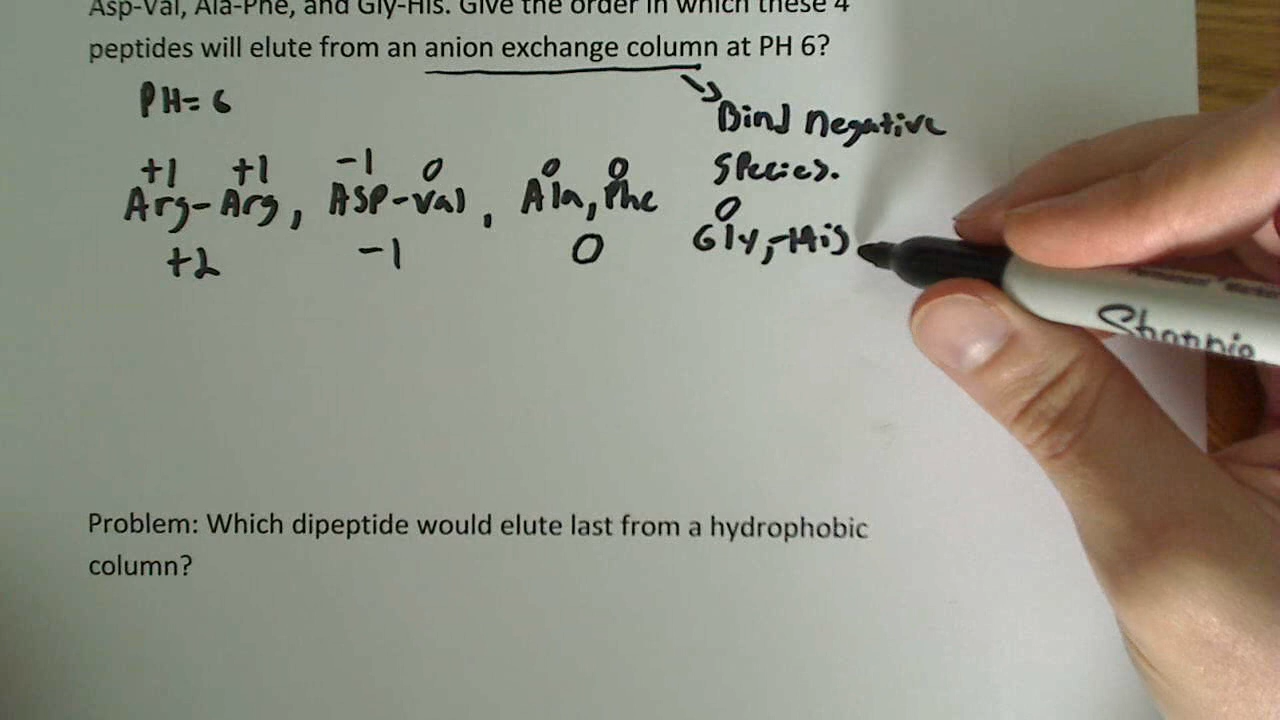 Asp-Val, Ala-Phe, and Gly-His. Give the order in which these 4
peptides will elute from an anion exchange column at PH 6?
PH=6
Bind negative
species.
+1 +1 -1 0 0 0 0
Arg-Arg, ASP-val, Ala, Phe Gly,-His
+2 -1 0
Sharpie
Problem: Which dipeptide would elute last from a hydrophobic
column?